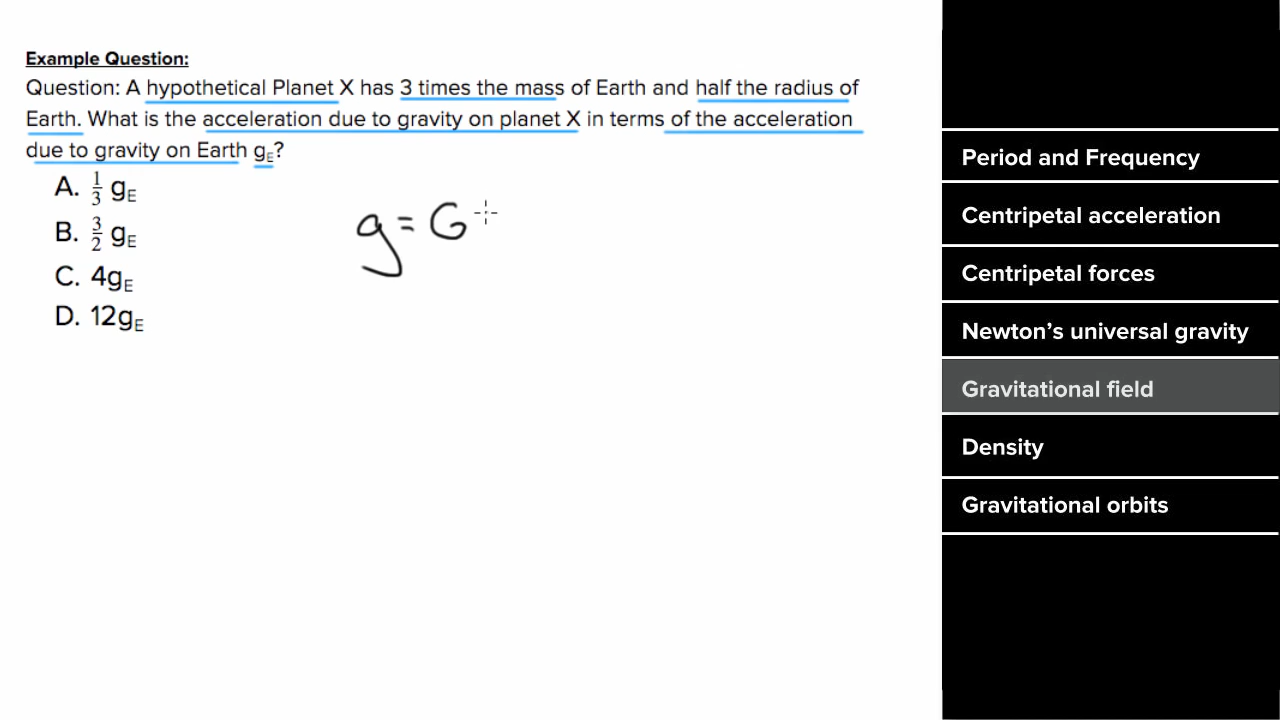 Example Question:
Question: A hypothetical Planet X has 3 times the mass of Earth and half the radius of
Earth. What is the acceleration due to gravity on planet X in terms of the acceleration
due to gravity on Earth gE?
A. 1/3 gE
B. 3/2 gE
C. 4gE
D. 12gE
g = G
Period and Frequency
Centripetal acceleration
Centripetal forces
Newton’s universal gravity
Gravitational field
Density
Gravitational orbits